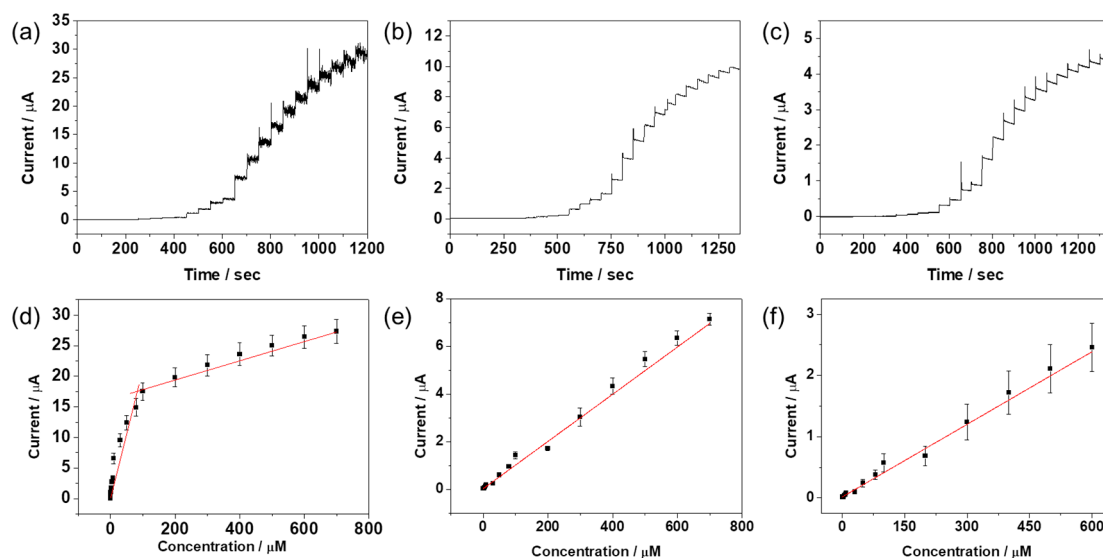 (a)
Current / μA
35
30
25
20
15
10
5
0
0 200 400 600 800 1000 1200
Time / sec
(b)
Current / μA
12
10
8
6
4
2
0
0 250 500 750 1000 1250
Time / sec
(c)
Current / μA
5
4
3
2
1
0
0 200 400 600 800 1000 1200
Time / sec
(d)
Current / μA
30
25
20
15
10
5
0
0 200 400 600 800
Concentration / μM
(e)
Current / μA
8
6
4
2
0
0 200 400 600 800
Concentration / μM
(f)
Current / μA
3
2
1
0
0 150 300 450 600
Concentration / μM